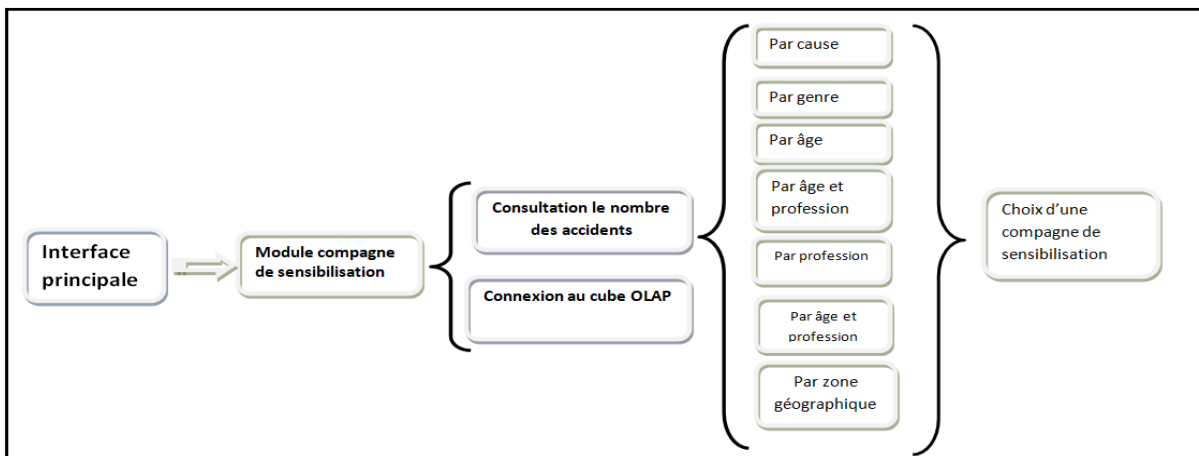 Interface
principale
Module compagne
de sensibilisation
Consultation le nombre
des accidents
Connexion au cube OLAP
Par cause
Par genre
Par âge
Par âge et
profession
Par profession
Par âge et
profession
Par zone
géographique
Choix d'une
compagne de
sensibilisation